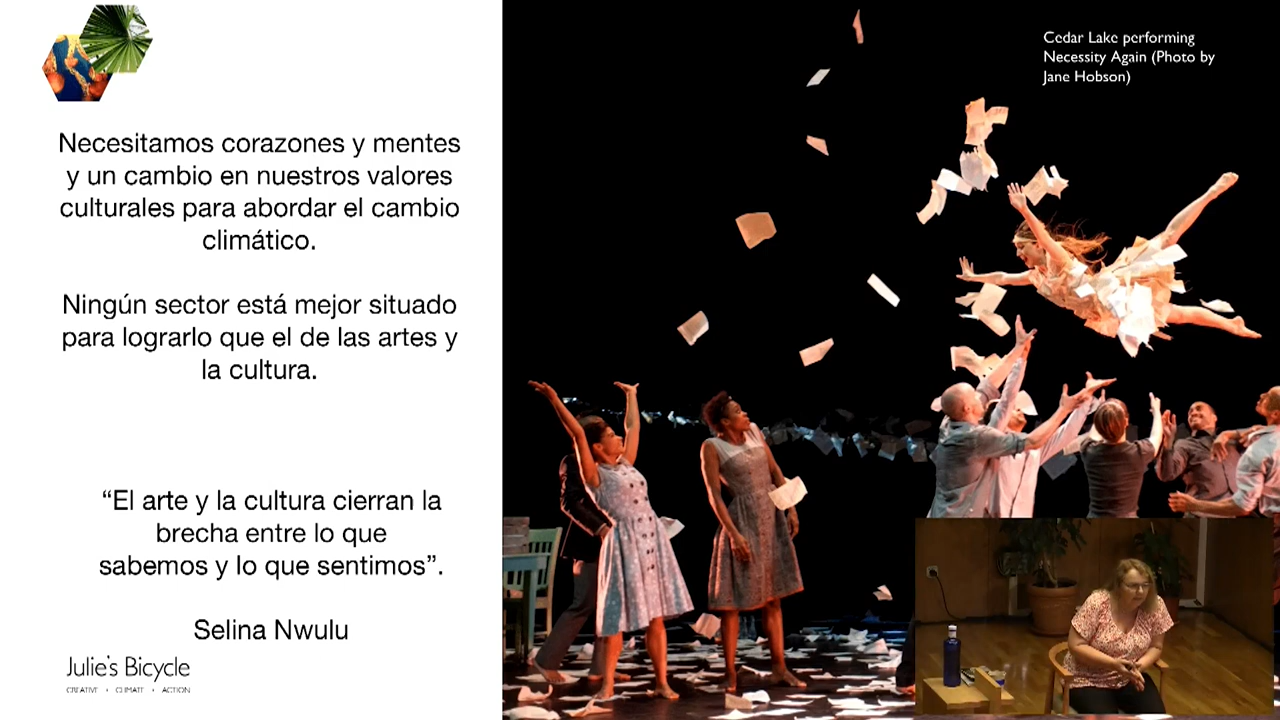 Necesitamos corazones y mentes
y un cambio en nuestros valores
culturales para abordar el cambio
climático.
Ningún sector está mejor situado
para lograrlo que el de las artes y
la cultura.
“El arte y la cultura cierran la
brecha entre lo que
sabemos y lo que sentimos”.
Selina Nwulu
Julie's Bicycle
CREATIVE • CLIMATE • ACTION
Cedar Lake performing
Necessity Again (Photo by
Jane Hobson)